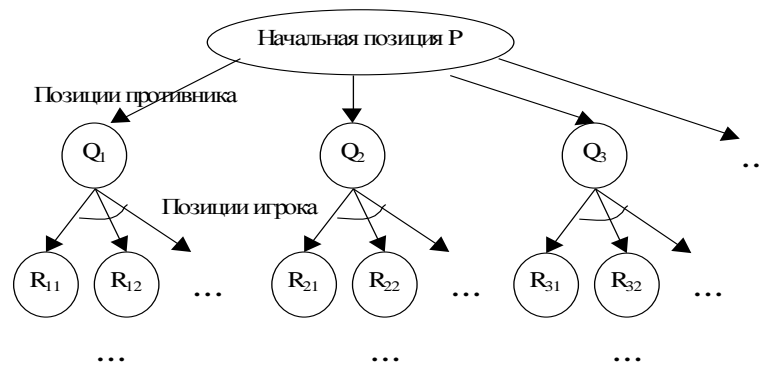 Начальная позиция P
Позиции противника
Q₁ Q₂ Q₃ ..
Позиции игрока
R₁₁ R₁₂ ... R₂₁ R₂₂ ... R₃₁ R₃₂ ...
... ... ...